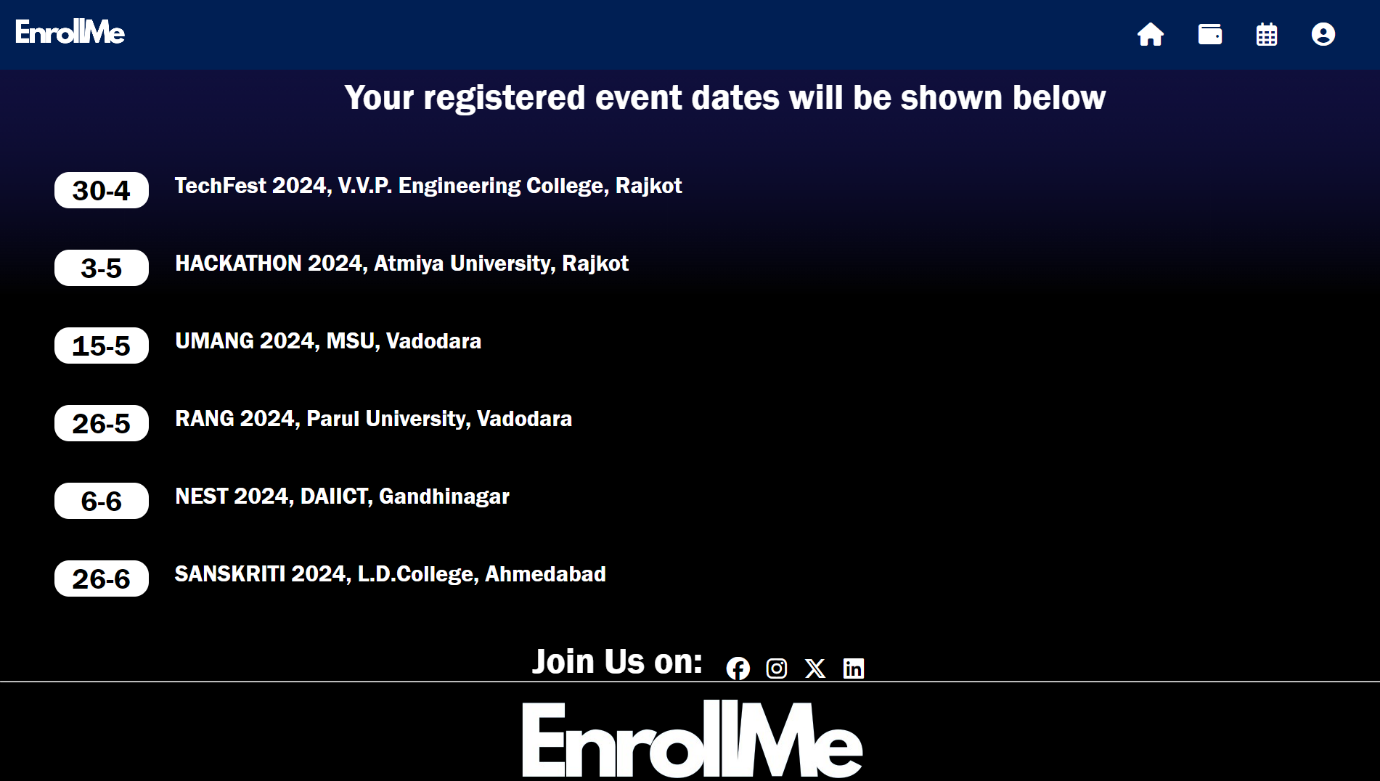 EnrollMe
Your registered event dates will be shown below
30-4 TechFest 2024, V.V.P. Engineering College, Rajkot
3-5 HACKATHON 2024, Atmiya University, Rajkot
15-5 UMANG 2024, MSU, Vadodara
26-5 RANG 2024, Parul University, Vadodara
6-6 NEST 2024, DAIICT, Gandhinagar
26-6 SANSKRITI 2024, L.D.College, Ahmedabad
Join Us on:
EnrollMe